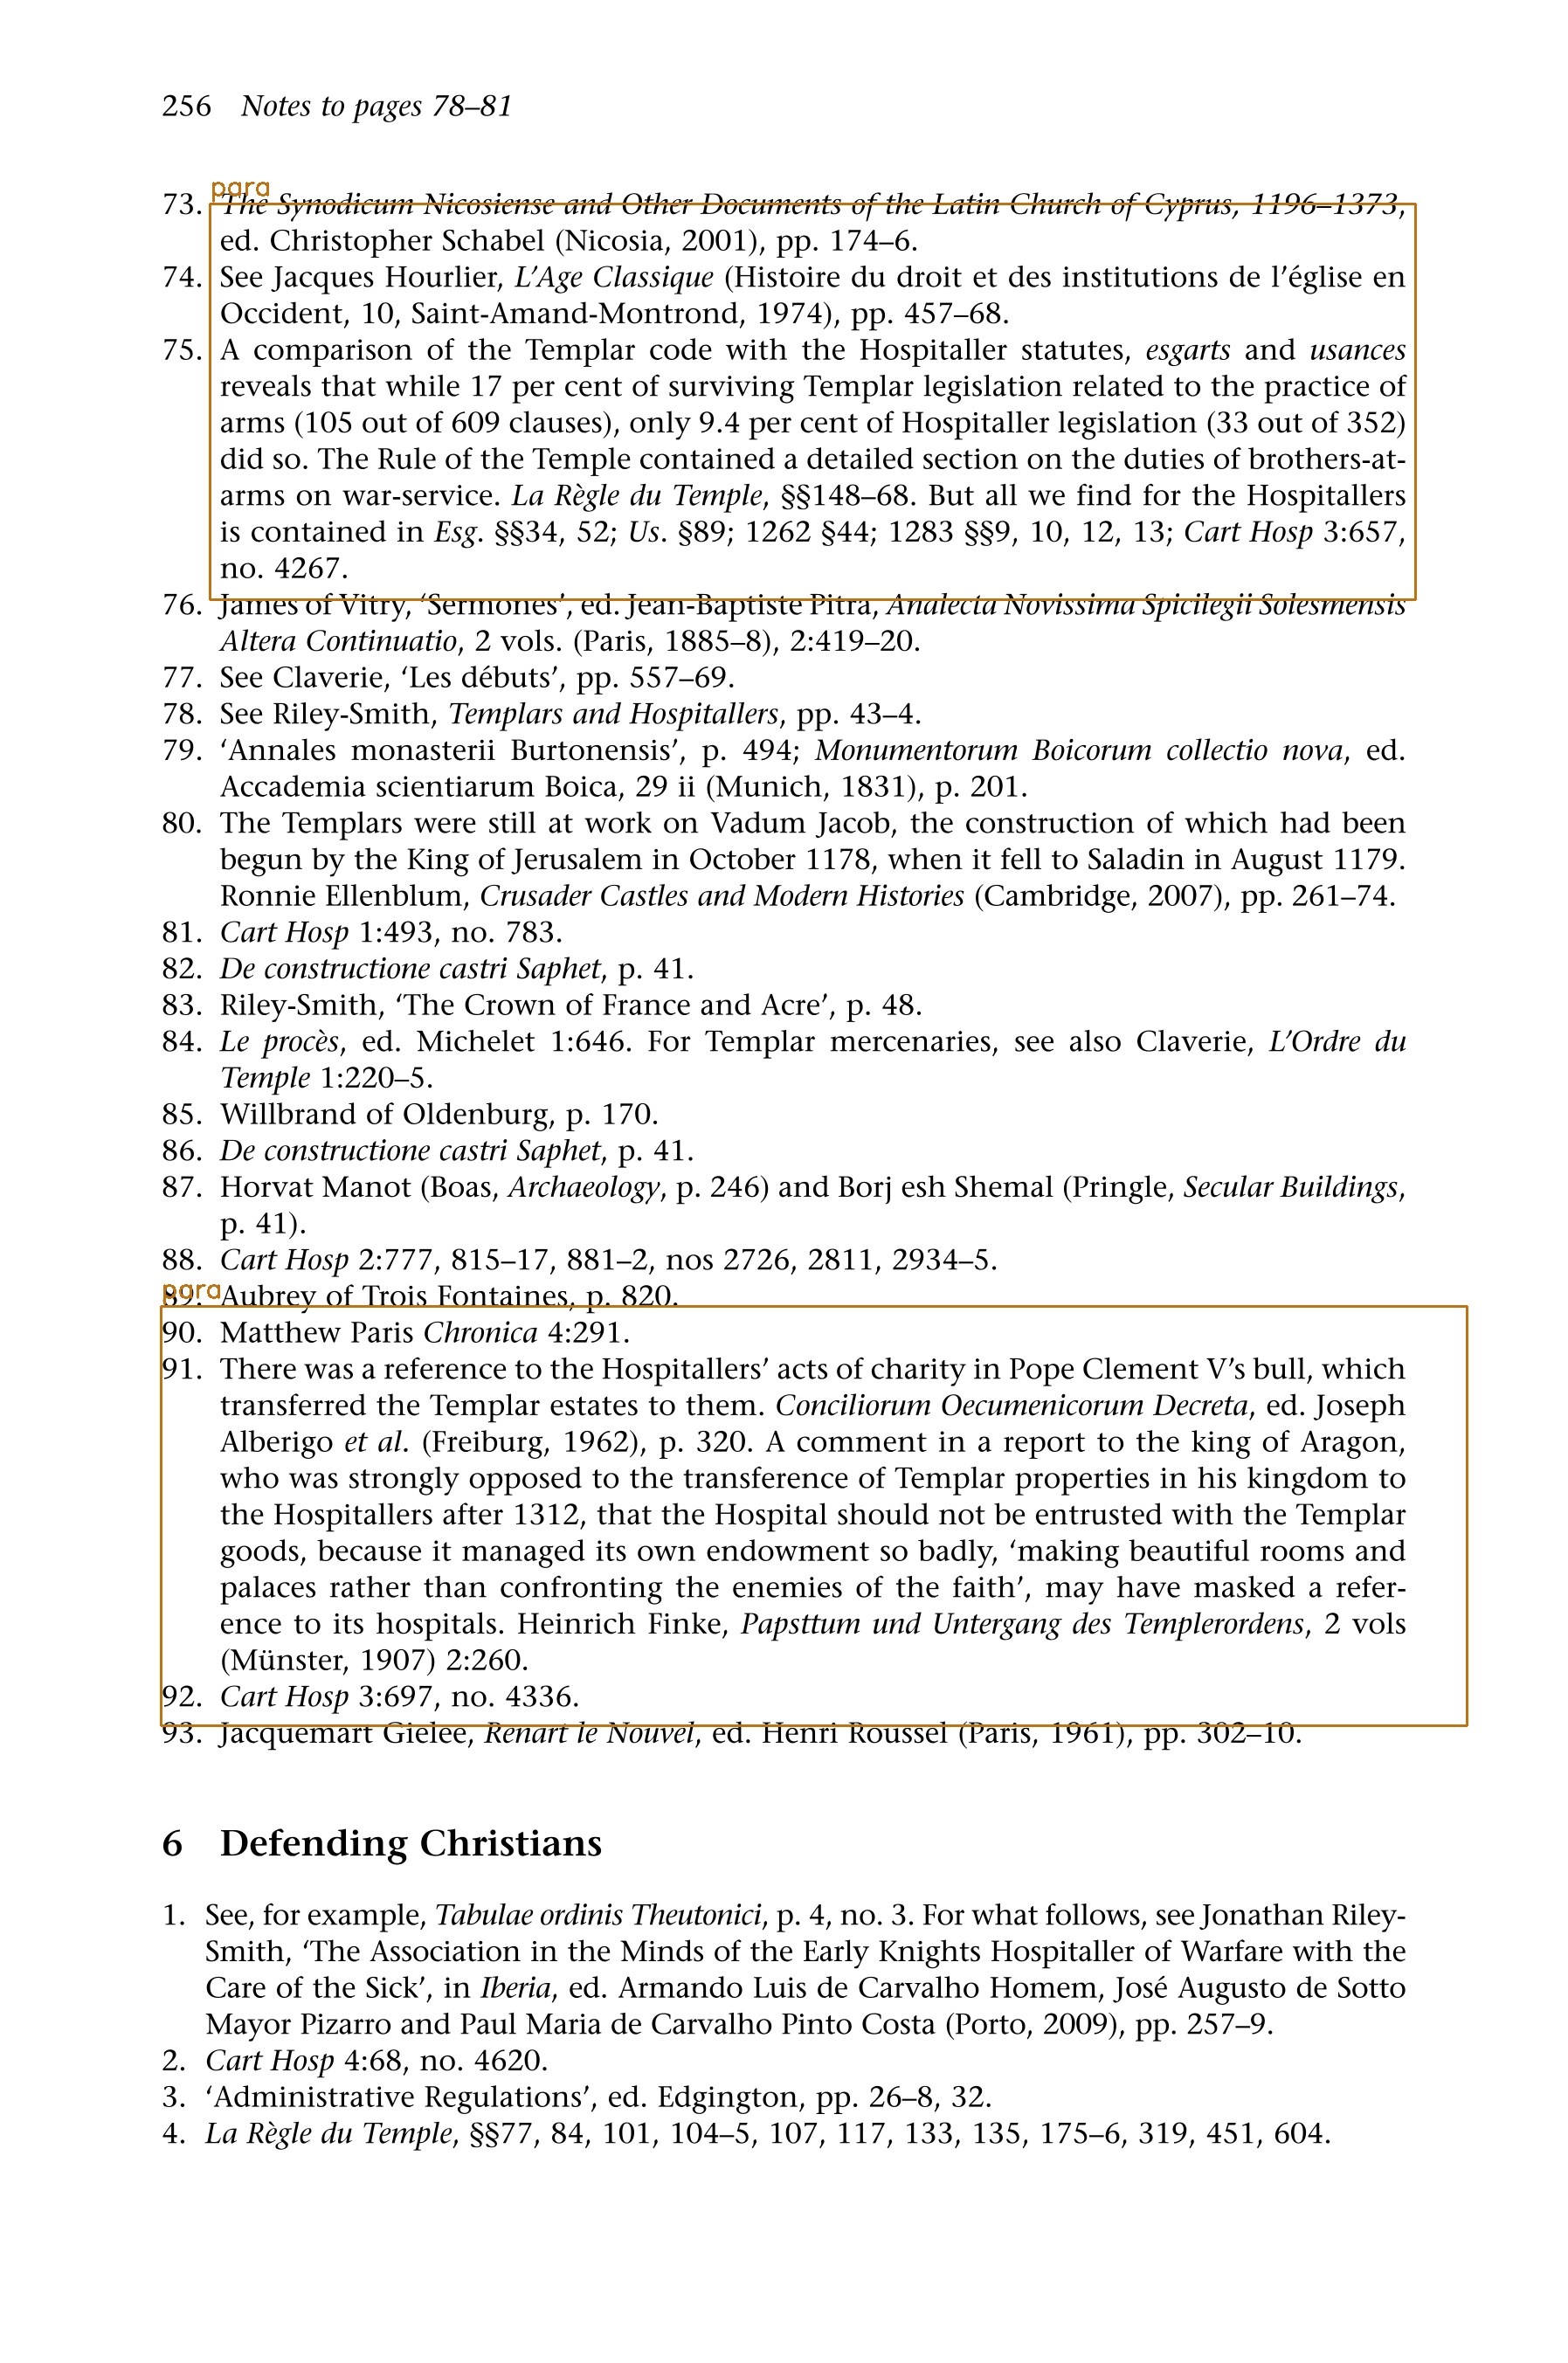 256 Notes to pages 78–81
para
73. The Synodicum Nicosiense and Other Documents of the Latin Church of Cyprus, 1196–1373,
ed. Christopher Schabel (Nicosia, 2001), pp. 174–6.
74. See Jacques Hourlier, L’Age Classique (Histoire du droit et des institutions de l’église en
Occident, 10, Saint-Amand-Montrond, 1974), pp. 457–68.
75. A comparison of the Templar code with the Hospitaller statutes, esgarts and usances
reveals that while 17 per cent of surviving Templar legislation related to the practice of
arms (105 out of 609 clauses), only 9.4 per cent of Hospitaller legislation (33 out of 352)
did so. The Rule of the Temple contained a detailed section on the duties of brothers-at-
arms on war-service. La Règle du Temple, §§148–68. But all we find for the Hospitallers
is contained in Esg. §§34, 52; Us. §89; 1262 §44; 1283 §§9, 10, 12, 13; Cart Hosp 3:657,
no. 4267.
76. James of Vitry, ‘Sermones’, ed. Jean-Baptiste Pitra, Analecta Novissima Spicilegii Solesmensis
Altera Continuatio, 2 vols. (Paris, 1885–8), 2:419–20.
77. See Claverie, ‘Les débuts’, pp. 557–69.
78. See Riley-Smith, Templars and Hospitallers, pp. 43–4.
79. ‘Annales monasterii Burtonensis’, p. 494; Monumentorum Boicorum collectio nova, ed.
Accademia scientiarum Boica, 29 ii (Munich, 1831), p. 201.
80. The Templars were still at work on Vadum Jacob, the construction of which had been
begun by the King of Jerusalem in October 1178, when it fell to Saladin in August 1179.
Ronnie Ellenblum, Crusader Castles and Modern Histories (Cambridge, 2007), pp. 261–74.
81. Cart Hosp 1:493, no. 783.
82. De constructione castri Saphet, p. 41.
83. Riley-Smith, ‘The Crown of France and Acre’, p. 48.
84. Le procès, ed. Michelet 1:646. For Templar mercenaries, see also Claverie, L’Ordre du
Temple 1:220–5.
85. Willbrand of Oldenburg, p. 170.
86. De constructione castri Saphet, p. 41.
87. Horvat Manot (Boas, Archaeology, p. 246) and Borj esh Shemal (Pringle, Secular Buildings,
p. 41).
88. Cart Hosp 2:777, 815–17, 881–2, nos 2726, 2811, 2934–5.
para
89. Aubrey of Trois Fontaines, p. 820.
90. Matthew Paris Chronica 4:291.
91. There was a reference to the Hospitallers’ acts of charity in Pope Clement V’s bull, which
transferred the Templar estates to them. Conciliorum Oecumenicorum Decreta, ed. Joseph
Alberigo et al. (Freiburg, 1962), p. 320. A comment in a report to the king of Aragon,
who was strongly opposed to the transference of Templar properties in his kingdom to
the Hospitallers after 1312, that the Hospital should not be entrusted with the Templar
goods, because it managed its own endowment so badly, ‘making beautiful rooms and
palaces rather than confronting the enemies of the faith’, may have masked a refer-
ence to its hospitals. Heinrich Finke, Papsttum und Untergang des Templerordens, 2 vols
(Münster, 1907) 2:260.
92. Cart Hosp 3:697, no. 4336.
93. Jacquemart Gielee, Renart le Nouvel, ed. Henri Roussel (Paris, 1961), pp. 302–10.
6 Defending Christians
1. See, for example, Tabulae ordinis Theutonici, p. 4, no. 3. For what follows, see Jonathan Riley-
Smith, ‘The Association in the Minds of the Early Knights Hospitaller of Warfare with the
Care of the Sick’, in Iberia, ed. Armando Luis de Carvalho Homem, José Augusto de Sotto
Mayor Pizarro and Paul Maria de Carvalho Pinto Costa (Porto, 2009), pp. 257–9.
2. Cart Hosp 4:68, no. 4620.
3. ‘Administrative Regulations’, ed. Edgington, pp. 26–8, 32.
4. La Règle du Temple, §§77, 84, 101, 104–5, 107, 117, 133, 135, 175–6, 319, 451, 604.